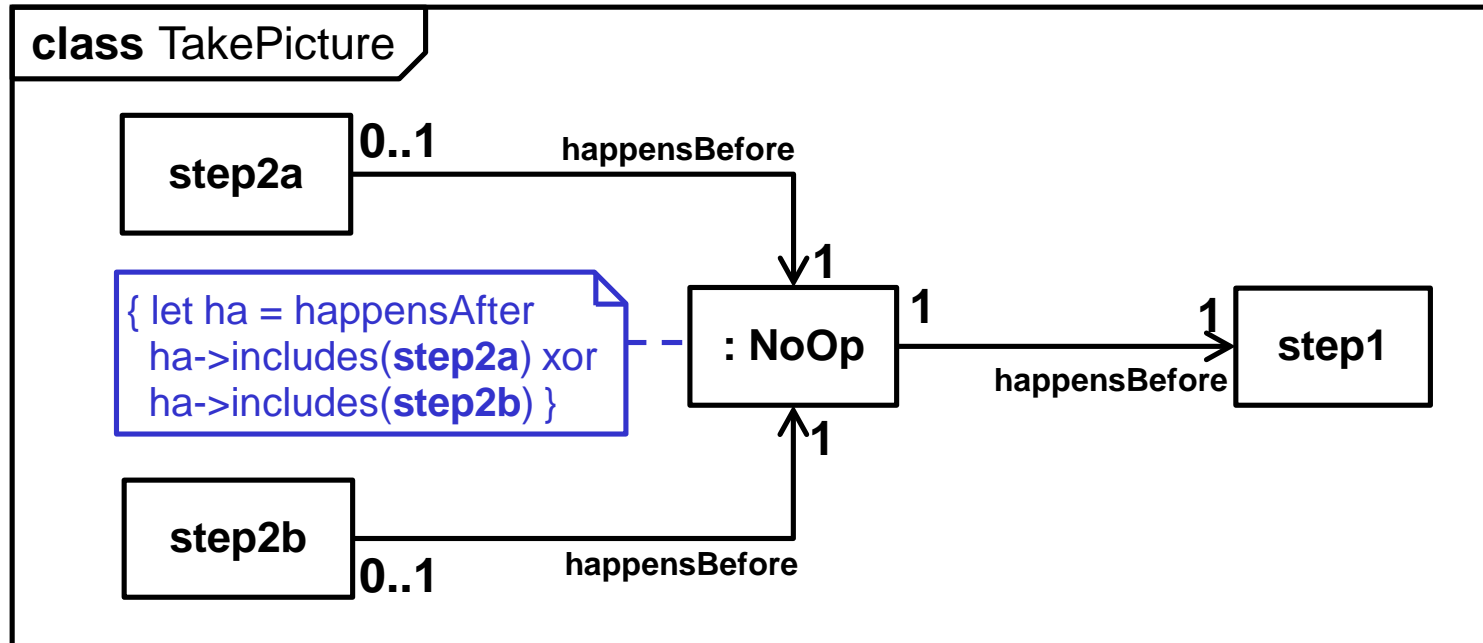 class TakePicture
step2a
0..1
happensBefore
1
{ let ha = happensAfter
ha->includes(step2a) xor
ha->includes(step2b) }
: NoOp
1
1
happensBefore
step1
1
step2b
0..1
happensBefore